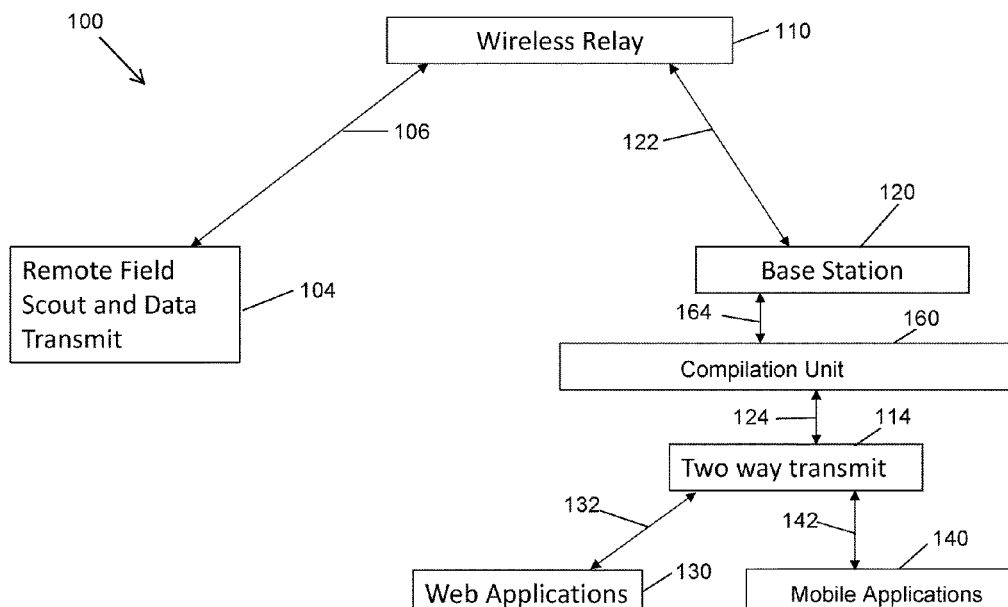 100
Wireless Relay
110
106
122
120
Remote Field
Scout and Data
Transmit
104
Base Station
164
160
Compilation Unit
124
114
Two way transmit
132
142
140
Web Applications
130
Mobile Applications